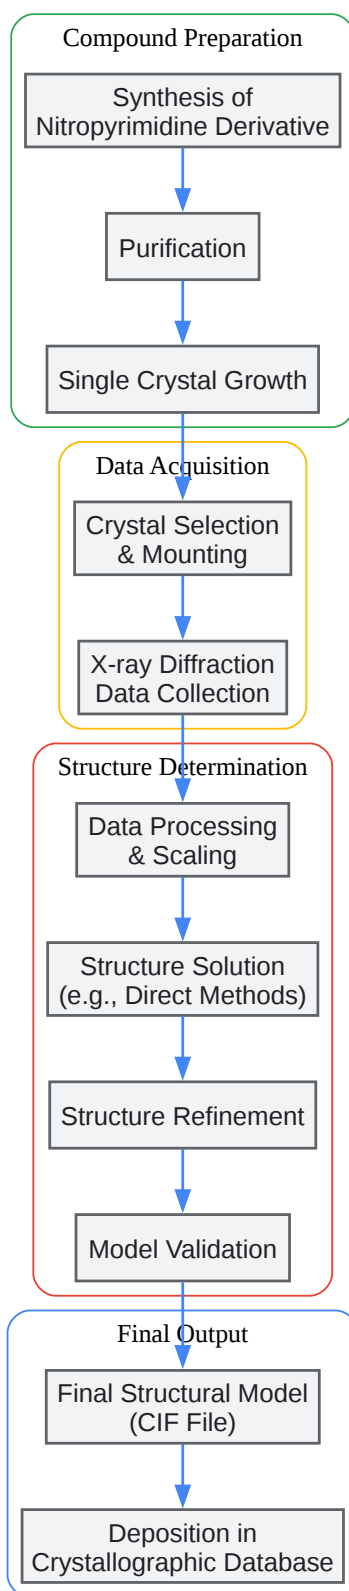 Compound Preparation
Synthesis of
Nitropyrimidine Derivative
Purification
Single Crystal Growth
Data Acquisition
Crystal Selection
& Mounting
X-ray Diffraction
Data Collection
Structure Determination
Data Processing
& Scaling
Structure Solution
(e.g., Direct Methods)
Structure Refinement
Model Validation
Final Output
Final Structural Model
(CIF File)
Deposition in
Crystallographic Database